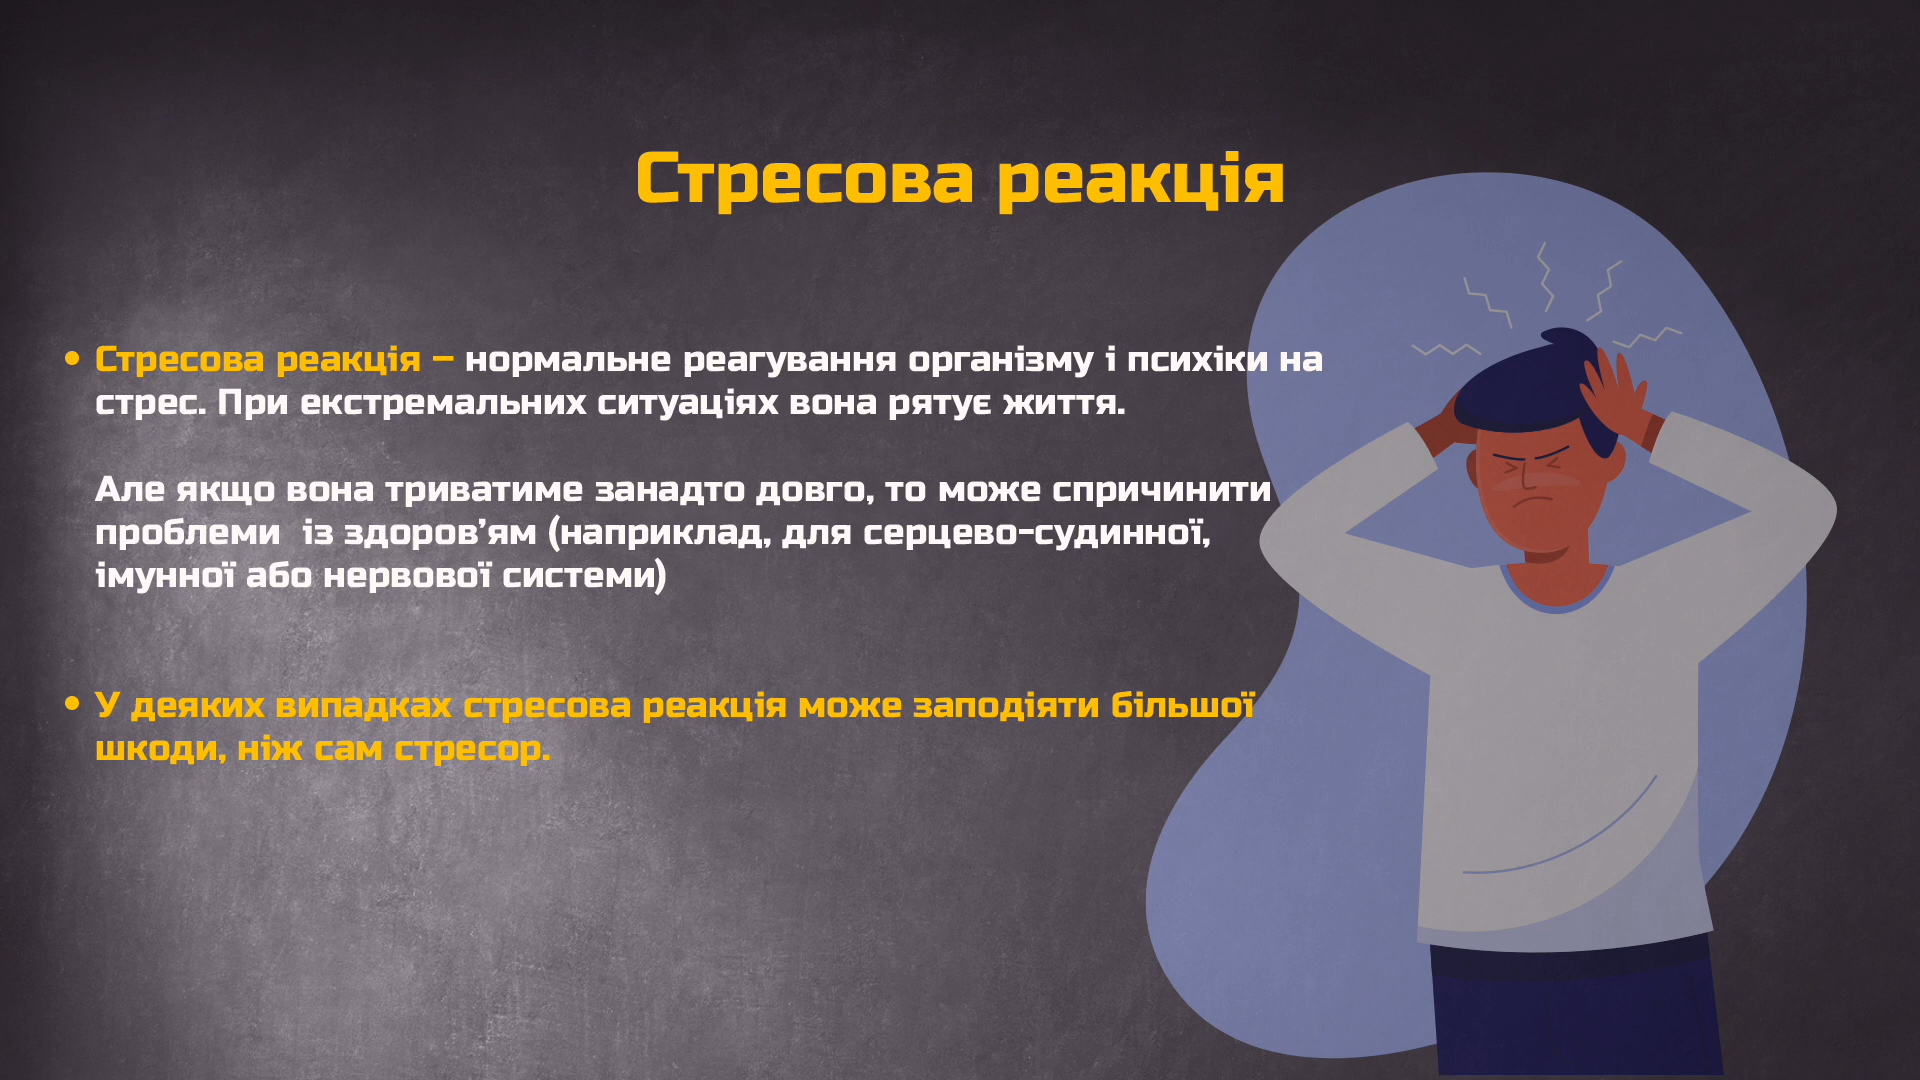 Стресова реакція
• Стресова реакція – нормальне реагування організму і психіки на
стрес. При екстремальних ситуаціях вона рятує життя.
Але якщо вона триватиме занадто довго, то може спричинити
проблеми  із здоров’ям (наприклад, для серцево-судинної,
імунної або нервової системи)
• У деяких випадках стресова реакція може заподіяти більшої
шкоди, ніж сам стресор.